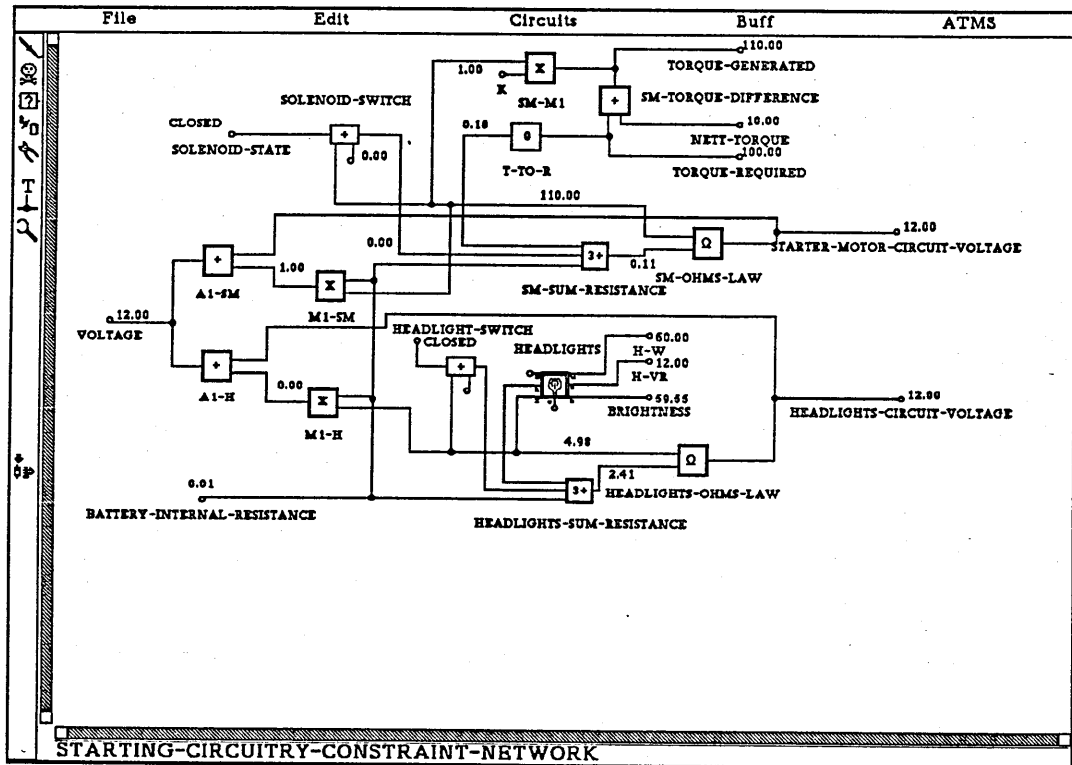 File Edit Circuits Buff ATMS
110.00
1.00
X
TORQUE-GENERATED
K
SM-M1
SM-TORQUE-DIFFERENCE
+
SOLENOID-SWITCH
CLOSED
0.18
10.00
NETT-TORQUE
+
G
SOLENOID-STATE
0.00
100.00
T-TO-R
TORQUE-REQUIRED
110.00
12.00
0.00
Ω
STARTER-MOTOR-CIRCUIT-VOLTAGE
3+
+
1.00
0.11
SM-OHMS-LAW
X
SM-SUM-RESISTANCE
A1-SM
M1-SM
12.00
VOLTAGE
HEADLIGHT-SWITCH
CLOSED
HEADLIGHTS
60.00
H-W
+
+
12.00
H-VR
0.00
A1-H
X
59.65
12.00
BRIGHTNESS
HEADLIGHTS-CIRCUIT-VOLTAGE
M1-H
4.98
Ω
2.41
0.01
3+
HEADLIGHTS-OHMS-LAW
BATTERY-INTERNAL-RESISTANCE
HEADLIGHTS-SUM-RESISTANCE
T
?
STARTING-CIRCUITRY-CONSTRAINT-NETWORK